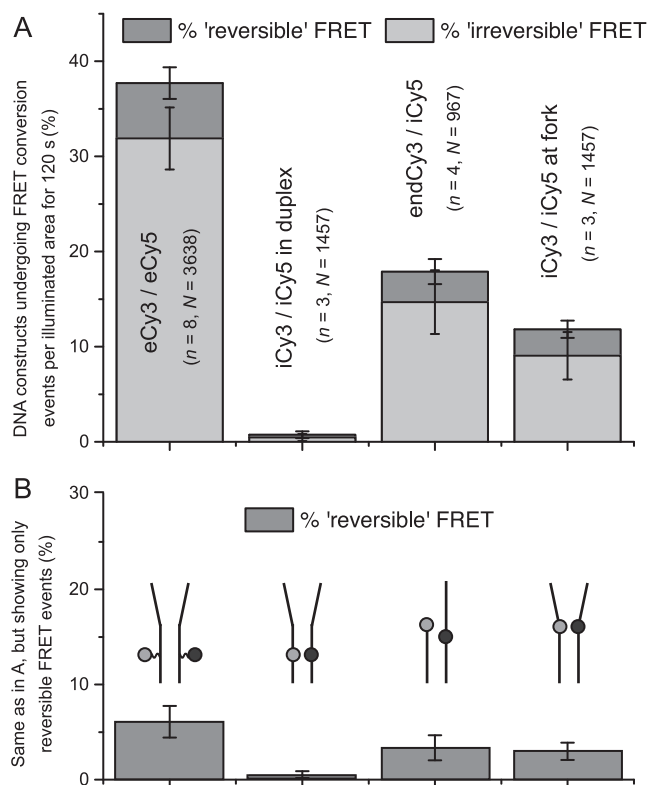 A
% 'reversible' FRET
% 'irreversible' FRET
DNA constructs undergoing FRET conversion
events per illuminated area for 120 s (%)
40
30
20
10
0
eCy3 / eCy5
(n = 8, N = 3638)
iCy3 / iCy5 in duplex
(n = 3, N = 1457)
endCy3 / iCy5
(n = 4, N = 967)
iCy3 / iCy5 at fork
(n = 3, N = 1457)
B
% 'reversible' FRET
Same as in A, but showing only
reversible FRET events (%)
30
20
10
0